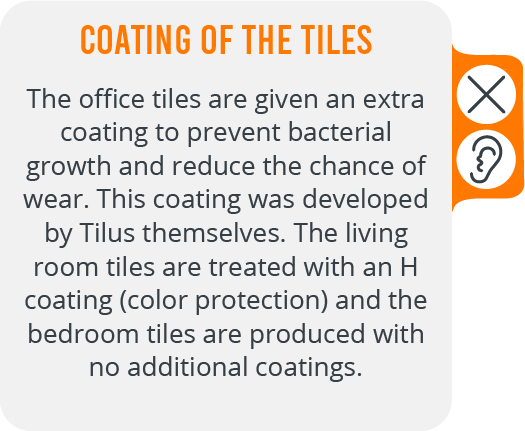 COATING OF THE TILES
The office tiles are given an extra
coating to prevent bacterial
growth and reduce the chance of
wear. This coating was developed
by Tilus themselves. The living
room tiles are treated with an H
coating (color protection) and the
bedroom tiles are produced with
no additional coatings.